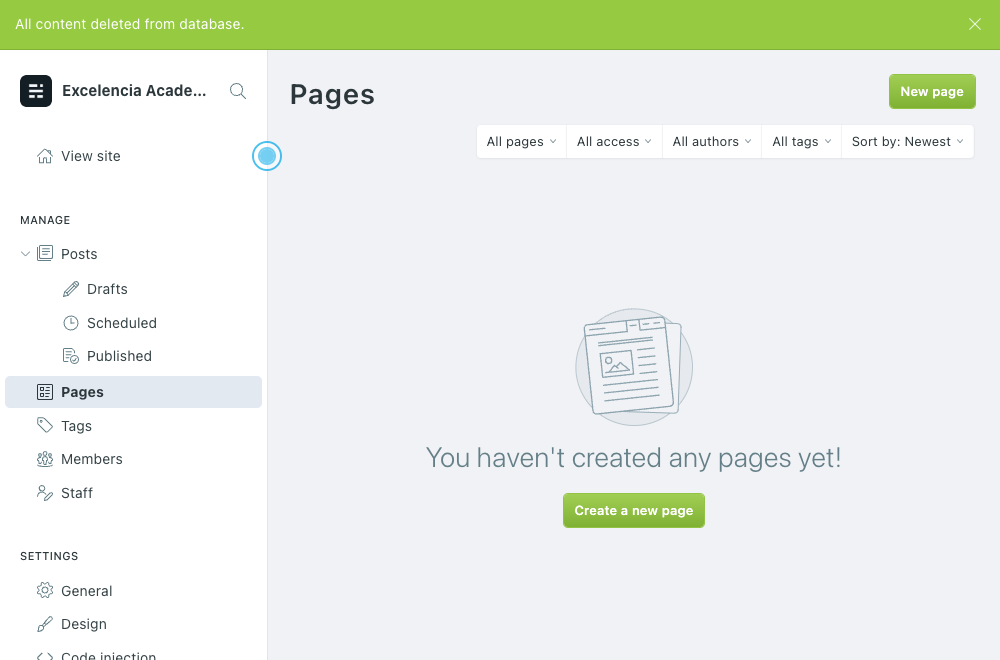 All content deleted from database.
Excelencia Acade...
View site
MANAGE
Posts
Drafts
Scheduled
Published
Pages
Tags
Members
Staff
SETTINGS
General
Design
Code injection
Pages
New page
All pages All access All authors All tags Sort by: Newest
You haven't created any pages yet!
Create a new page